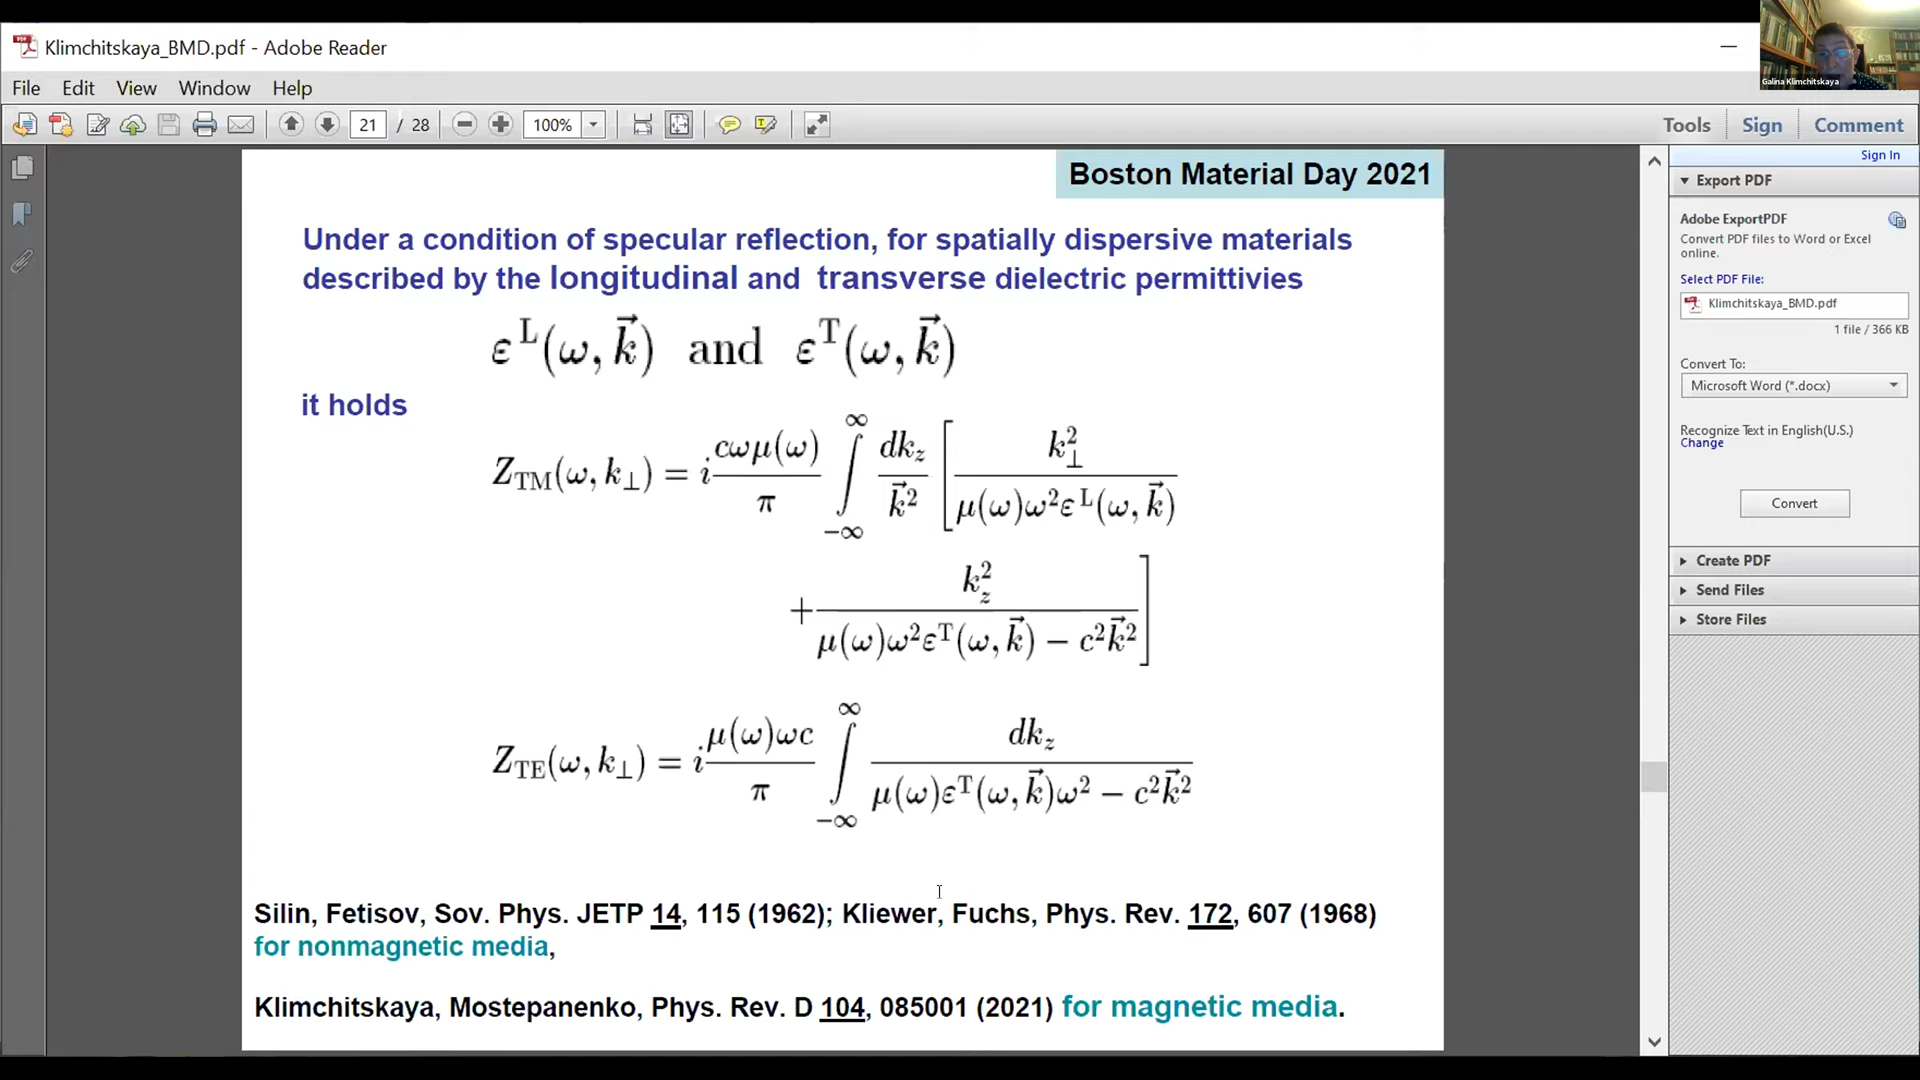 Klimchitskaya_BMD.pdf - Adobe Reader
Galina Klimchitskaya
File Edit View Window Help
21 / 28 100% Tools Sign Comment
Sign In
Export PDF
Adobe ExportPDF
Convert PDF files to Word or Excel
online.
Select PDF File:
Klimchitskaya_BMD.pdf
1 file / 366 KB
Convert To:
Microsoft Word (*.docx)
Recognize Text in English(U.S.)
Change
Convert
Create PDF
Send Files
Store Files
Boston Material Day 2021
Under a condition of specular reflection, for spatially dispersive materials
described by the longitudinal and transverse dielectric permittivies
ε^L(ω, k⃗) and ε^T(ω, k⃗)
it holds
Z_TM(ω, k_⊥) = i cωμ(ω)/π ∫_{−∞}^{∞} dk_z/k⃗² [ k_⊥²/(μ(ω)ω²ε^L(ω, k⃗))
+ k_z²/(μ(ω)ω²ε^T(ω, k⃗) − c²k⃗²) ]
Z_TE(ω, k_⊥) = i μ(ω)ωc/π ∫_{−∞}^{∞} dk_z/(μ(ω)ε^T(ω, k⃗)ω² − c²k⃗²)
Silin, Fetisov, Sov. Phys. JETP 14, 115 (1962); Kliewer, Fuchs, Phys. Rev. 172, 607 (1968)
for nonmagnetic media,
Klimchitskaya, Mostepanenko, Phys. Rev. D 104, 085001 (2021) for magnetic media.